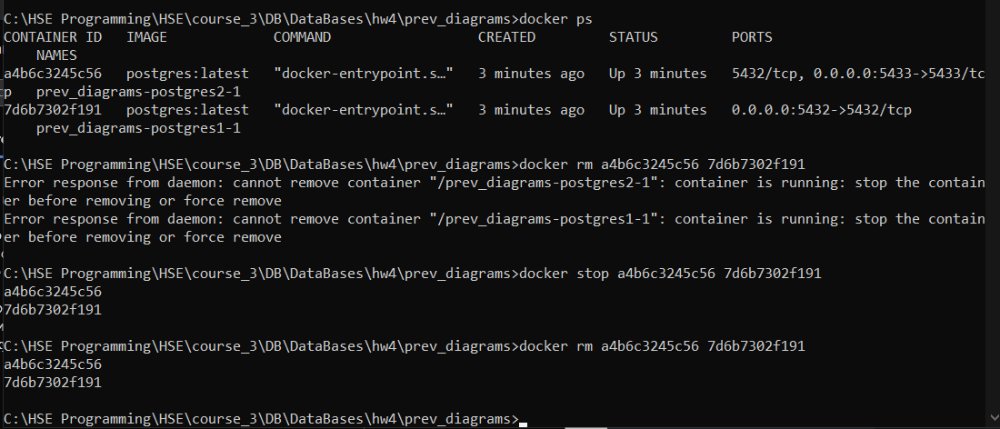 C:\HSE Programming\HSE\course_3\DB\DataBases\hw4\prev_diagrams>docker ps
CONTAINER ID   IMAGE             COMMAND                  CREATED         STATUS         PORTS
    NAMES
a4b6c3245c56   postgres:latest   "docker-entrypoint.s…"   3 minutes ago   Up 3 minutes   5432/tcp, 0.0.0.0:5433->5433/tc
p   prev_diagrams-postgres2-1
7d6b7302f191   postgres:latest   "docker-entrypoint.s…"   3 minutes ago   Up 3 minutes   0.0.0.0:5432->5432/tcp
    prev_diagrams-postgres1-1
C:\HSE Programming\HSE\course_3\DB\DataBases\hw4\prev_diagrams>docker rm a4b6c3245c56 7d6b7302f191
Error response from daemon: cannot remove container "/prev_diagrams-postgres2-1": container is running: stop the contain
er before removing or force remove
Error response from daemon: cannot remove container "/prev_diagrams-postgres1-1": container is running: stop the contain
er before removing or force remove
C:\HSE Programming\HSE\course_3\DB\DataBases\hw4\prev_diagrams>docker stop a4b6c3245c56 7d6b7302f191
a4b6c3245c56
7d6b7302f191
C:\HSE Programming\HSE\course_3\DB\DataBases\hw4\prev_diagrams>docker rm a4b6c3245c56 7d6b7302f191
a4b6c3245c56
7d6b7302f191
C:\HSE Programming\HSE\course_3\DB\DataBases\hw4\prev_diagrams>